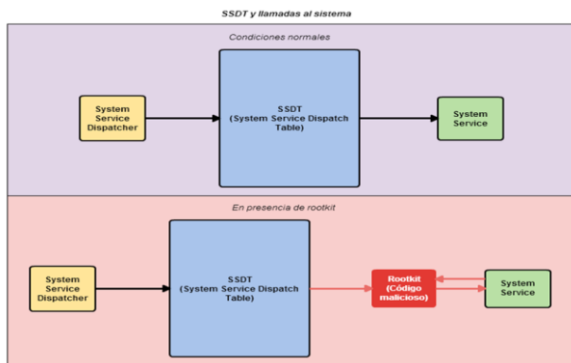 SSDT y llamadas al sistema
Condiciones normales
System
Service
Dispatcher
SSDT
(System Service Dispatch
Table)
System
Service
En presencia de rootkit
System
Service
Dispatcher
SSDT
(System Service Dispatch
Table)
Rootkit
(Código
malicioso)
System
Service